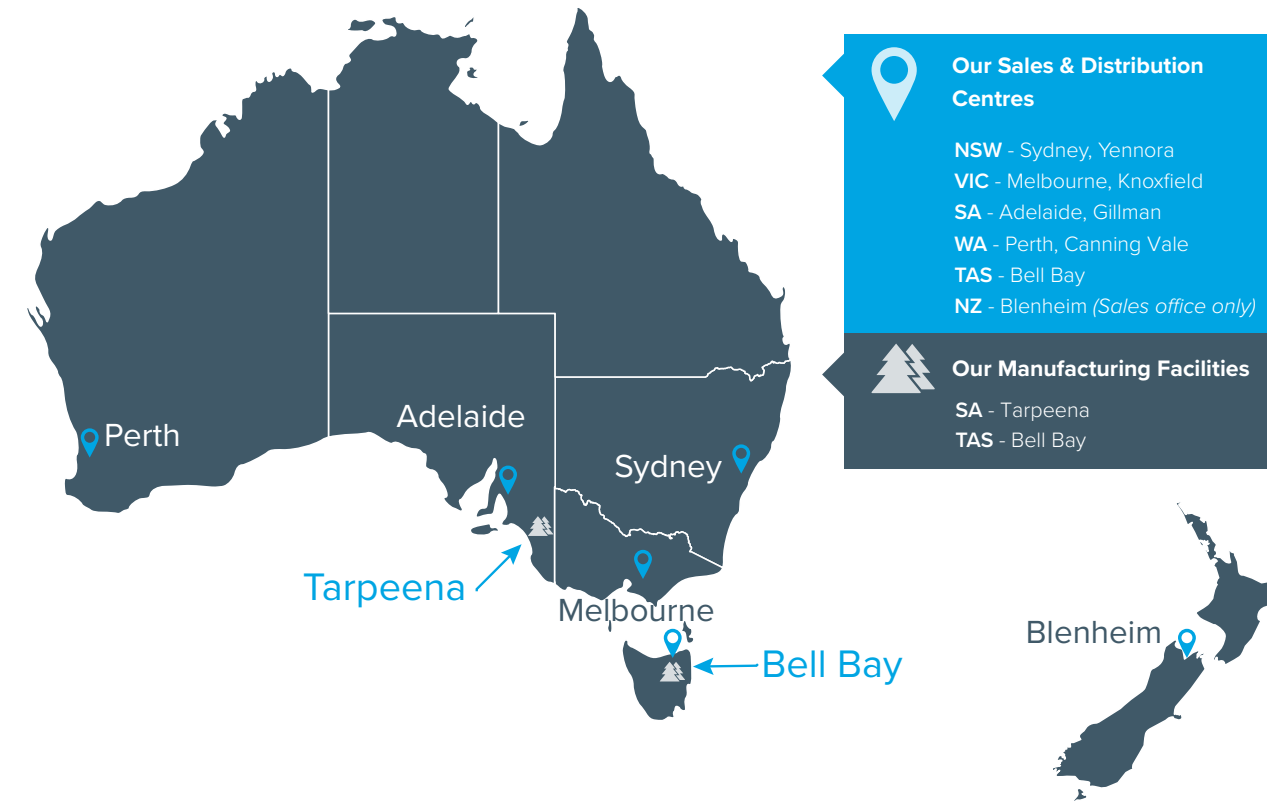 Our Sales & Distribution
Centres
NSW - Sydney, Yennora
VIC - Melbourne, Knoxfield
SA - Adelaide, Gillman
WA - Perth, Canning Vale
TAS - Bell Bay
NZ - Blenheim (Sales office only)
Our Manufacturing Facilities
SA - Tarpeena
TAS - Bell Bay
Adelaide
Perth
Sydney
Tarpeena
Melbourne
Blenheim
Bell Bay